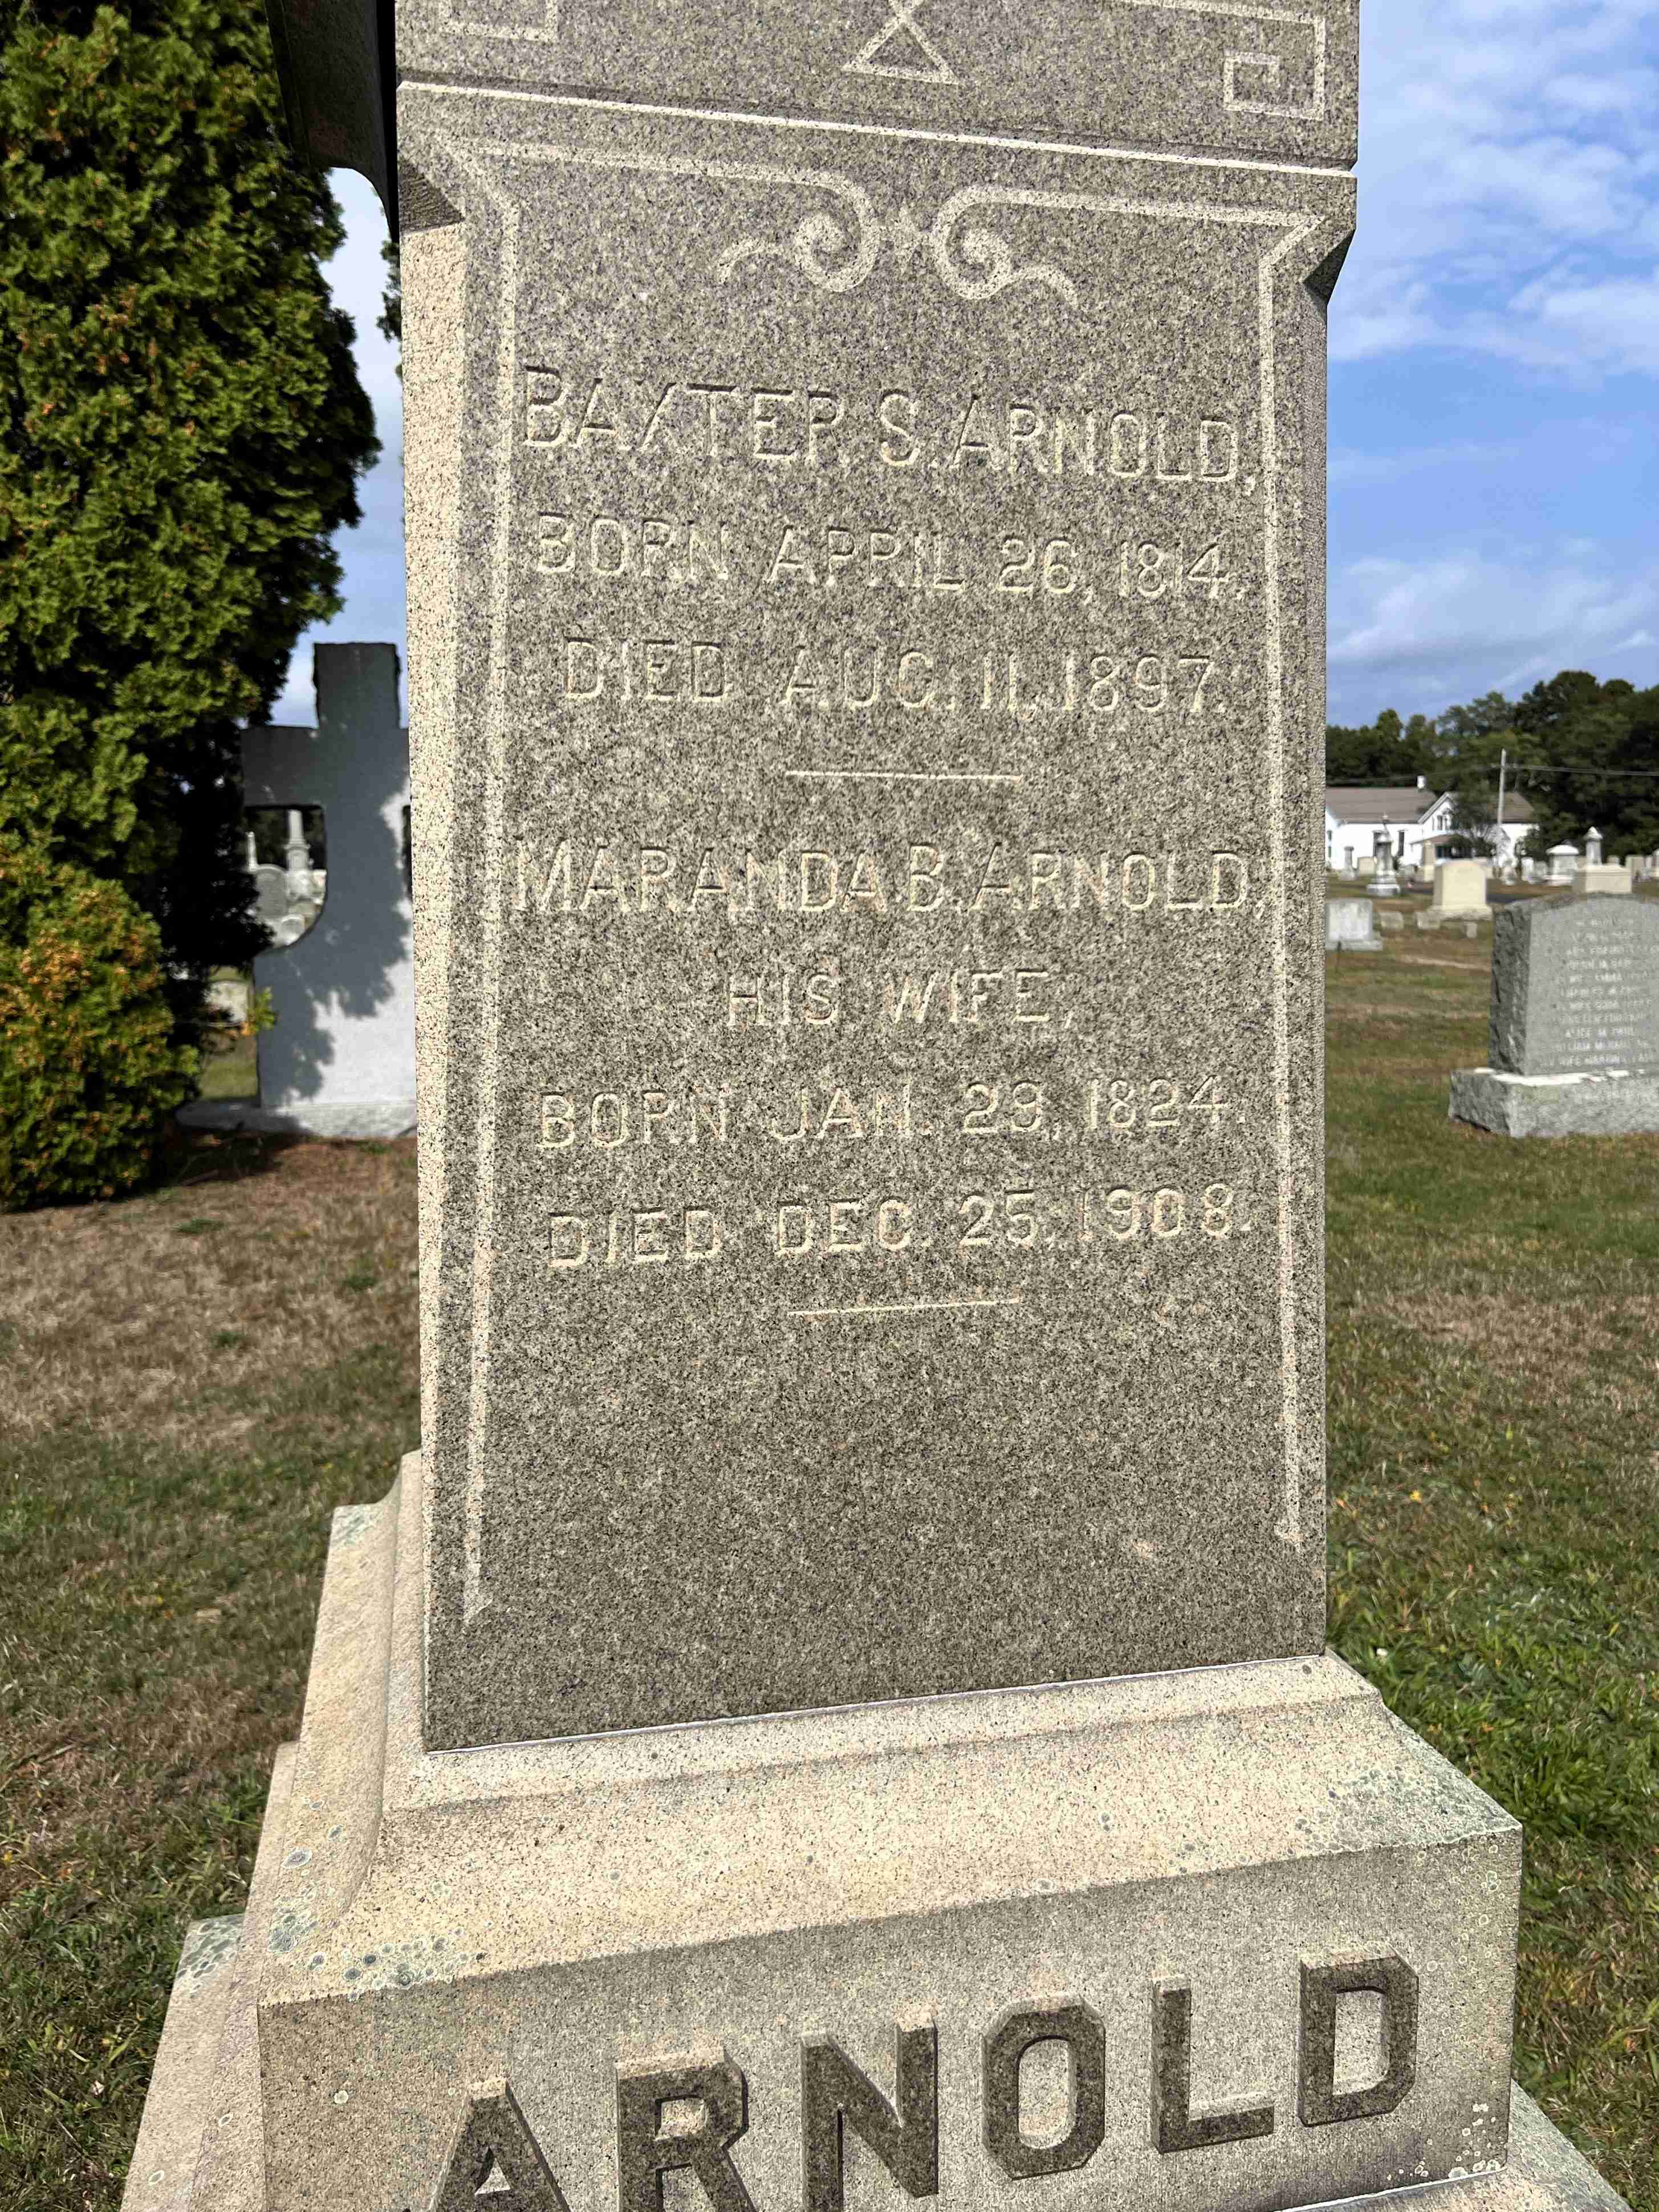 BAXTER S. ARNOLD,
BORN APRIL 26, 1814.
DIED AUG. 11, 1897.
MARANDA B. ARNOLD,
HIS WIFE,
BORN JAN. 29, 1824.
DIED DEC. 25, 1908.
ARNOLD